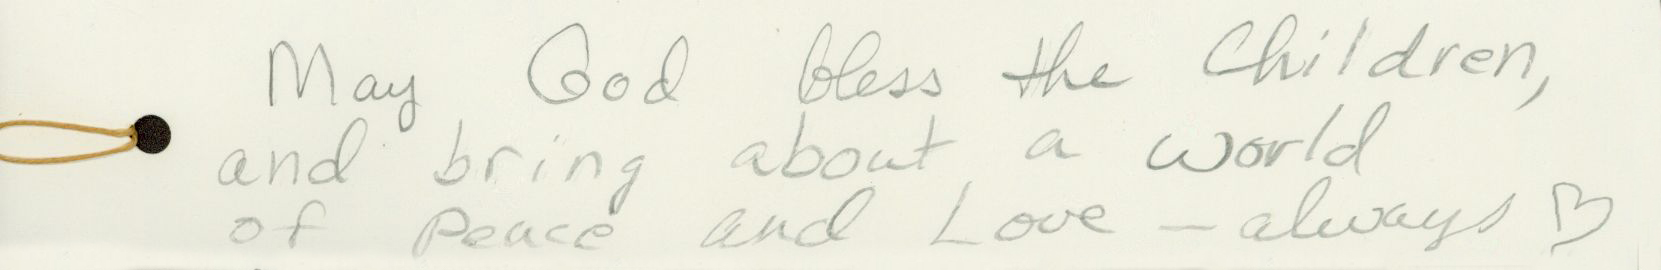 May God bless the Children,
and bring about a world
of peace and Love — always ♡